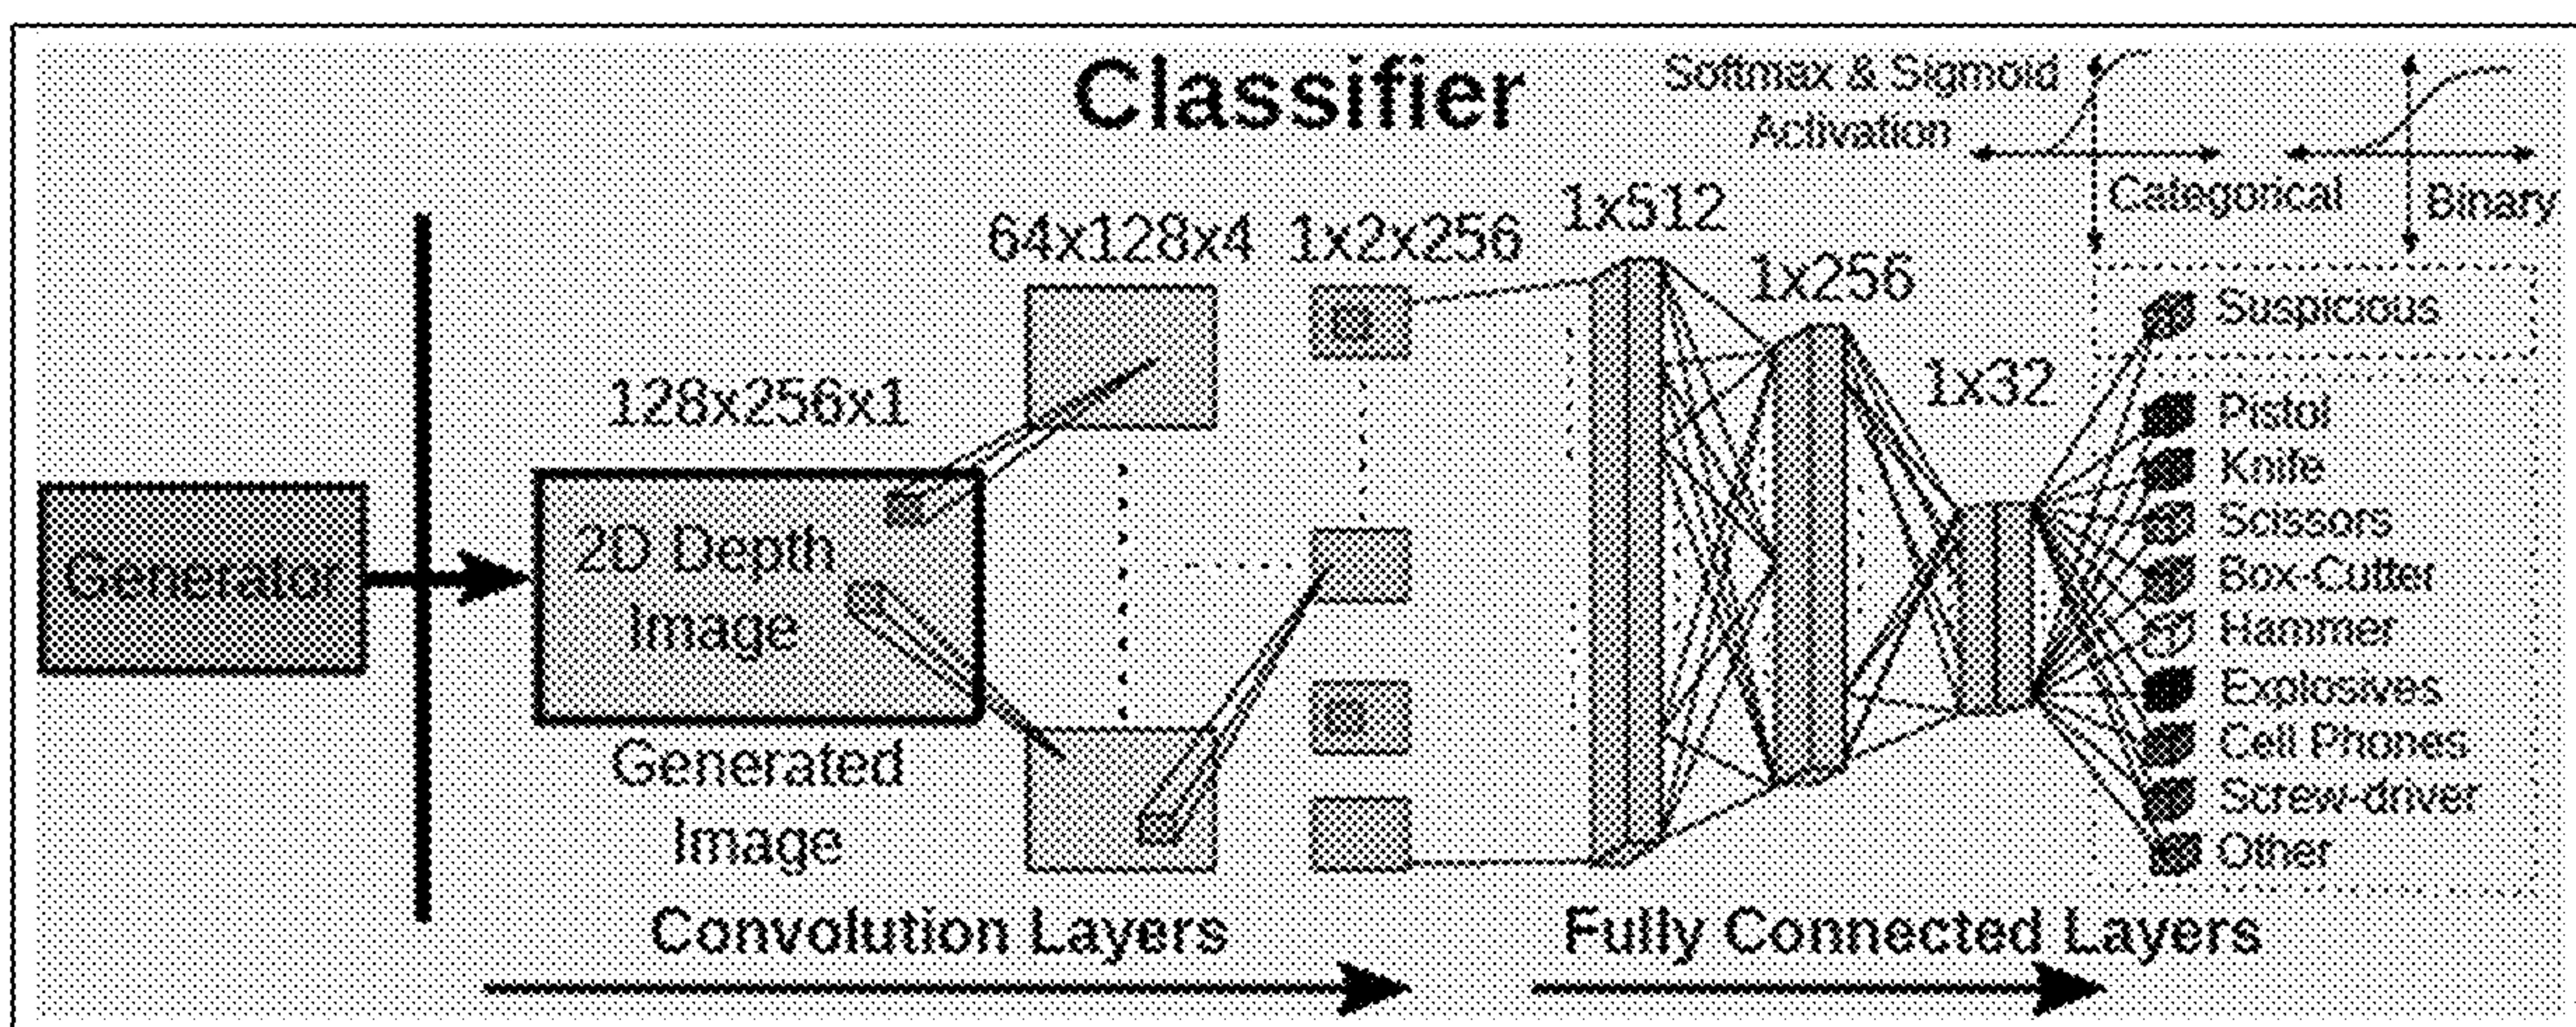 Classifier
Softmax & Sigmoid
Activation
Categorical
Binary
64x128x4
1x2x256
1x512
1x256
1x32
128x256x1
Generator
2D Depth
Image
Generated
Image
Suspicious
Pistol
Knife
Scissors
Box-Cutter
Hammer
Explosives
Cell Phones
Screw-driver
Other
Convolution Layers
Fully Connected Layers